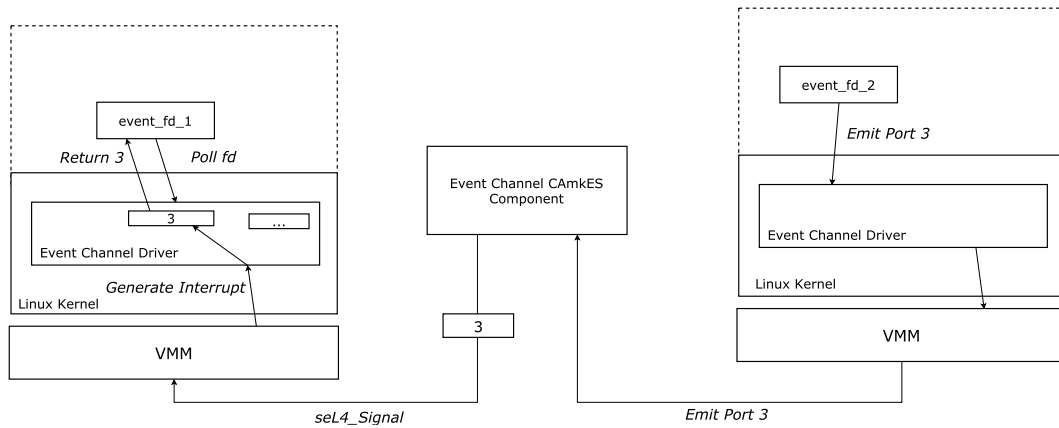 event_fd_2
event_fd_1
Emit Port 3
Return 3
Poll fd
Event Channel CAmkES
Component
3
...
Event Channel Driver
Event Channel Driver
Generate Interrupt
Linux Kernel
Linux Kernel
3
VMM
VMM
seL4_Signal
Emit Port 3